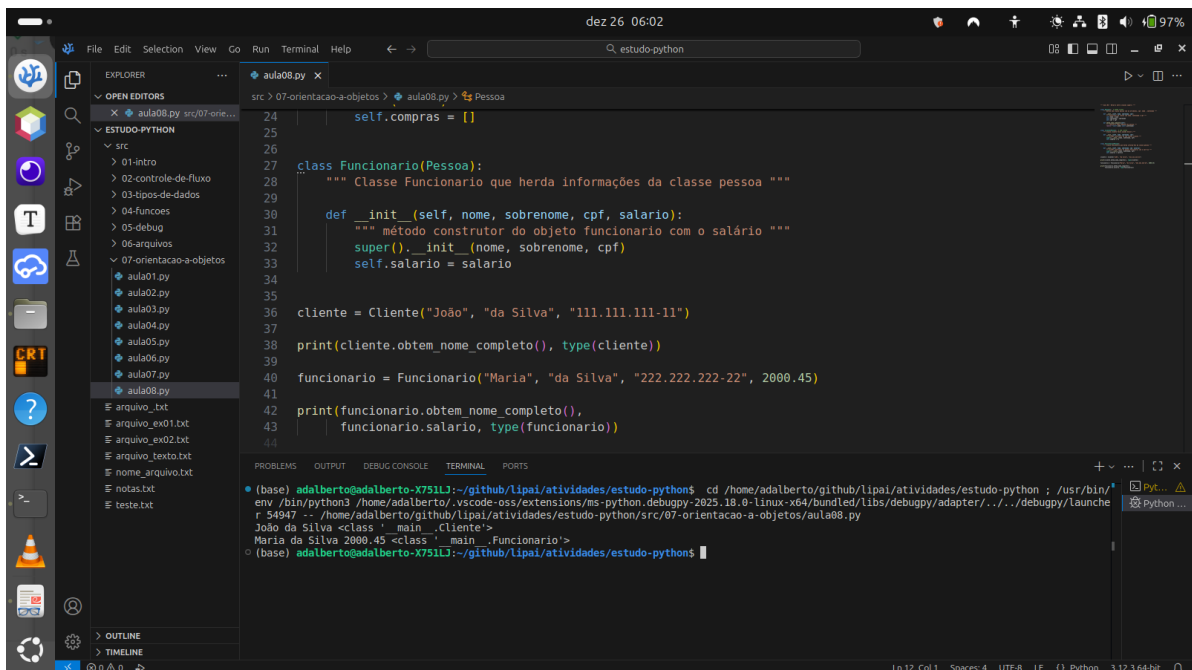 dez 26 06:02
97%
File Edit Selection View Go Run Terminal Help
estudo-python
EXPLORER
aula08.py
OPEN EDITORS
aula08.py src/07-orie...
ESTUDO-PYTHON
src
01-intro
02-controle-de-fluxo
03-tipos-de-dados
04-funcoes
05-debug
06-arquivos
07-orientacao-a-objetos
aula01.py
aula02.py
aula03.py
aula04.py
aula05.py
aula06.py
aula07.py
aula08.py
arquivo_.txt
arquivo_ex01.txt
arquivo_ex02.txt
arquivo_texto.txt
nome_arquivo.txt
notas.txt
teste.txt
OUTLINE
TIMELINE
T
CRT
?
src > 07-orientacao-a-objetos > aula08.py > Pessoa
24 self.compras = []
25
26
27 class Funcionario(Pessoa):
28 """ Classe Funcionario que herda informações da classe pessoa """
29
30 def __init__(self, nome, sobrenome, cpf, salario):
31 """ método construtor do objeto funcionario com o salário """
32 super().__init__(nome, sobrenome, cpf)
33 self.salario = salario
34
35
36 cliente = Cliente("João", "da Silva", "111.111.111-11")
37
38 print(cliente.obtem_nome_completo(), type(cliente))
39
40 funcionario = Funcionario("Maria", "da Silva", "222.222.222-22", 2000.45)
41
42 print(funcionario.obtem_nome_completo(),
43 funcionario.salario, type(funcionario))
44
PROBLEMS OUTPUT DEBUG CONSOLE TERMINAL PORTS
(base) adalberto@adalberto-X751LJ:~/github/lipai/atividades/estudo-python$ cd /home/adalberto/github/lipai/atividades/estudo-python ; /usr/bin/
env /bin/python3 /home/adalberto/.vscode-oss/extensions/ms-python.debugpy-2025.18.0-linux-x64/bundled/libs/debugpy/adapter/../../debugpy/launche
r 54947 -- /home/adalberto/github/lipai/atividades/estudo-python/src/07-orientacao-a-objetos/aula08.py
João da Silva <class '__main__.Cliente'>
Maria da Silva 2000.45 <class '__main__.Funcionario'>
(base) adalberto@adalberto-X751LJ:~/github/lipai/atividades/estudo-python$
Pyt...
Python ...
0 0
Ln 12, Col 1 Spaces: 4 UTF-8 LF {} Python 3.12.3 64-bit